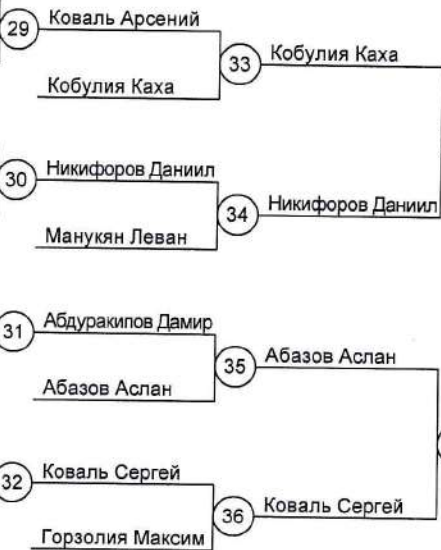 29 Коваль Арсений
33 Кобулия Каха
Кобулия Каха
30 Никифоров Даниил
34 Никифоров Даниил
Манукян Леван
31 Абдуракипов Дамир
35 Абазов Аслан
Абазов Аслан
32 Коваль Сергей
36 Коваль Сергей
Горзолия Максим